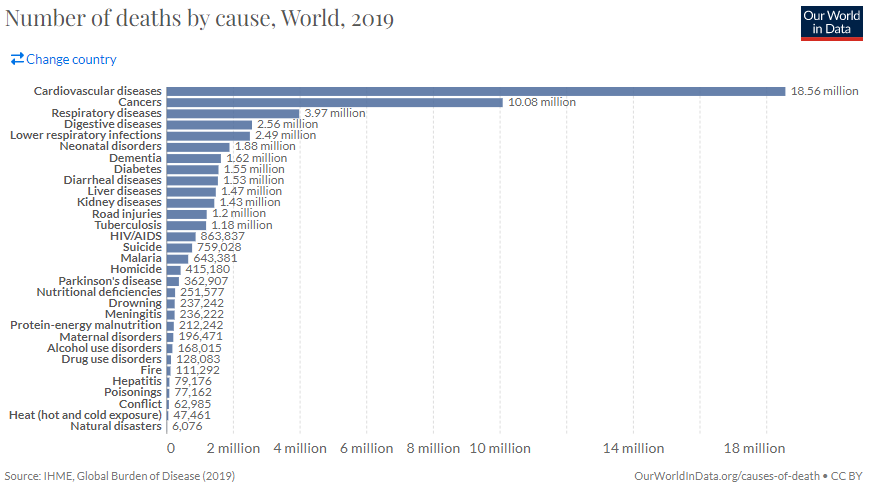 Number of deaths by cause, World, 2019
Our World
in Data
Change country
Cardiovascular diseases 18.56 million
Cancers 10.08 million
Respiratory diseases 3.97 million
Digestive diseases 2.56 million
Lower respiratory infections 2.49 million
Neonatal disorders 1.88 million
Dementia 1.62 million
Diabetes 1.55 million
Diarrheal diseases 1.53 million
Liver diseases 1.47 million
Kidney diseases 1.43 million
Road injuries 1.2 million
Tuberculosis 1.18 million
HIV/AIDS 863,837
Suicide 759,028
Malaria 643,381
Homicide 415,180
Parkinson's disease 362,907
Nutritional deficiencies 251,577
Drowning 237,242
Meningitis 236,222
Protein-energy malnutrition 212,242
Maternal disorders 196,471
Alcohol use disorders 168,015
Drug use disorders 128,083
Fire 111,292
Hepatitis 79,176
Poisonings 77,162
Conflict 62,985
Heat (hot and cold exposure) 47,461
Natural disasters 6,076
0 2 million 4 million 6 million 8 million 10 million 14 million 18 million
Source: IHME, Global Burden of Disease (2019) OurWorldInData.org/causes-of-death • CC BY